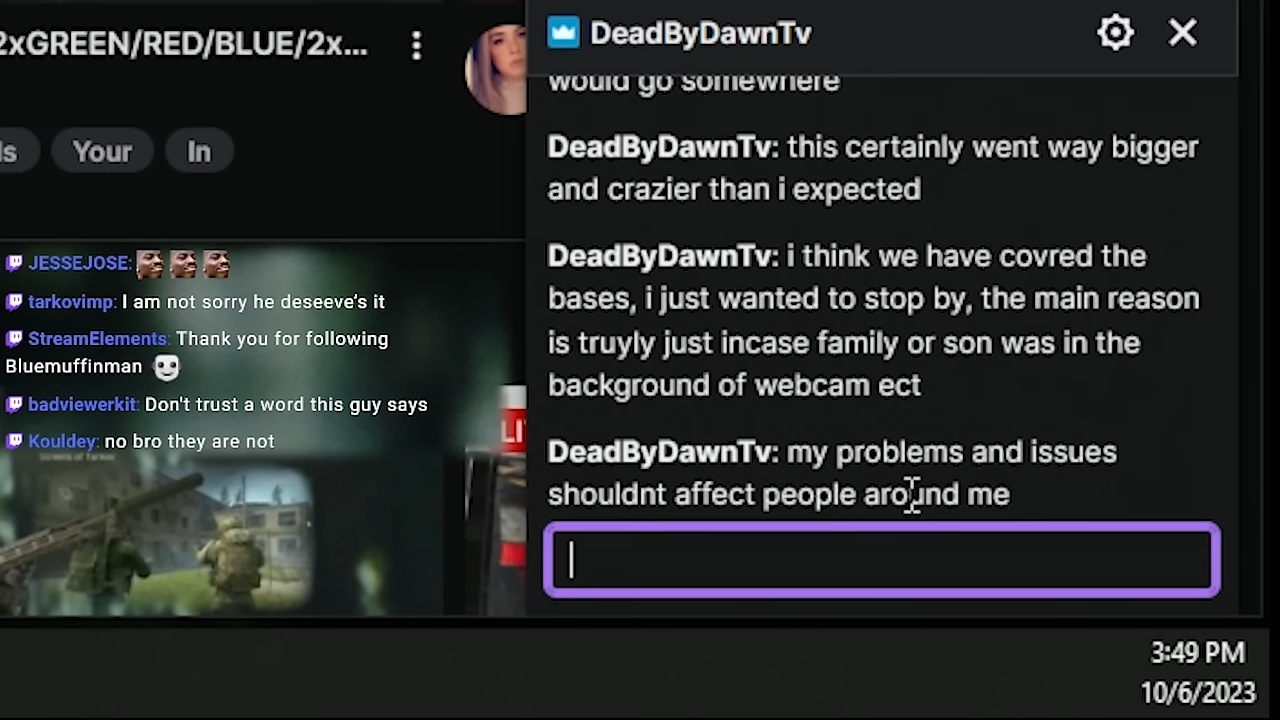 2xGREEN/RED/BLUE/2x...
Your
In
JESSEJOSE:
tarkovimp: I am not sorry he deseeve's it
StreamElements: Thank you for following
Bluemuffinman
badviewerkit: Don't trust a word this guy says
Kouldey: no bro they are not
DeadByDawnTv
would go somewhere
DeadByDawnTv: this certainly went way bigger
and crazier than i expected
DeadByDawnTv: i think we have covred the
bases, i just wanted to stop by, the main reason
is truyly just incase family or son was in the
background of webcam ect
DeadByDawnTv: my problems and issues
shouldnt affect people around me
3:49 PM
10/6/2023